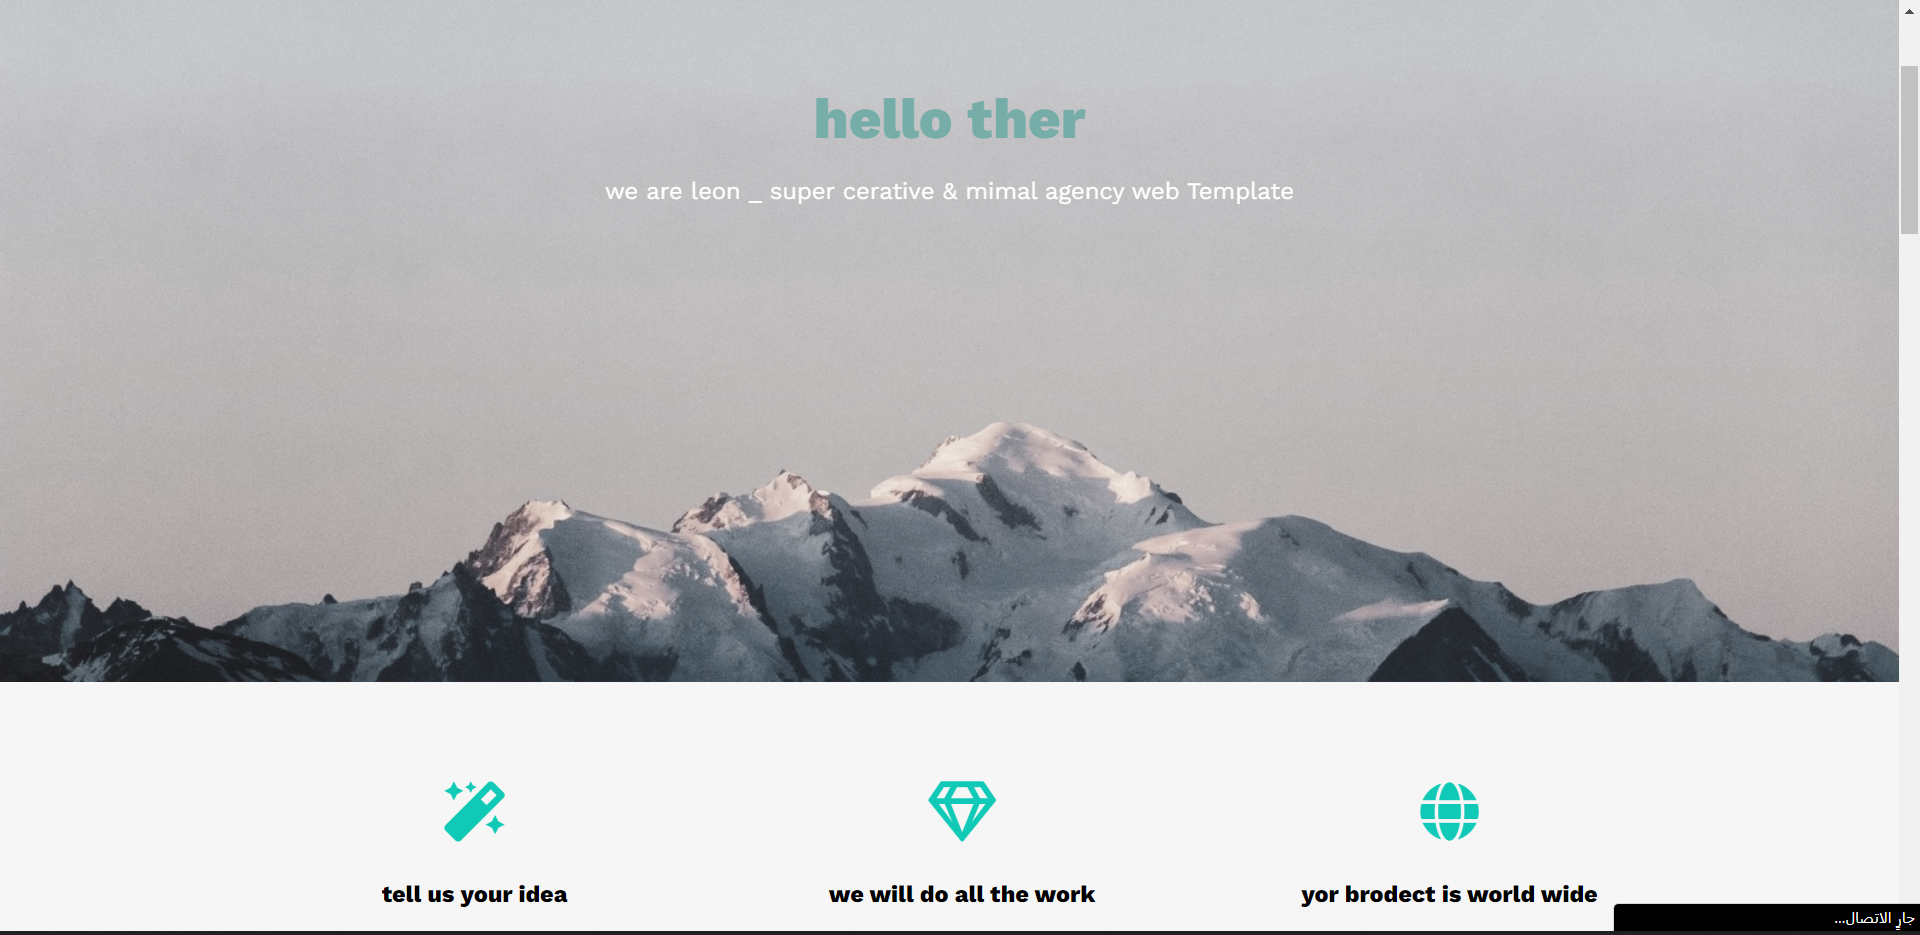 hello ther
we are leon _ super cerative & mimal agency web Template
tell us your idea
we will do all the work
yor brodect is world wide
جارٍ الاتصال...